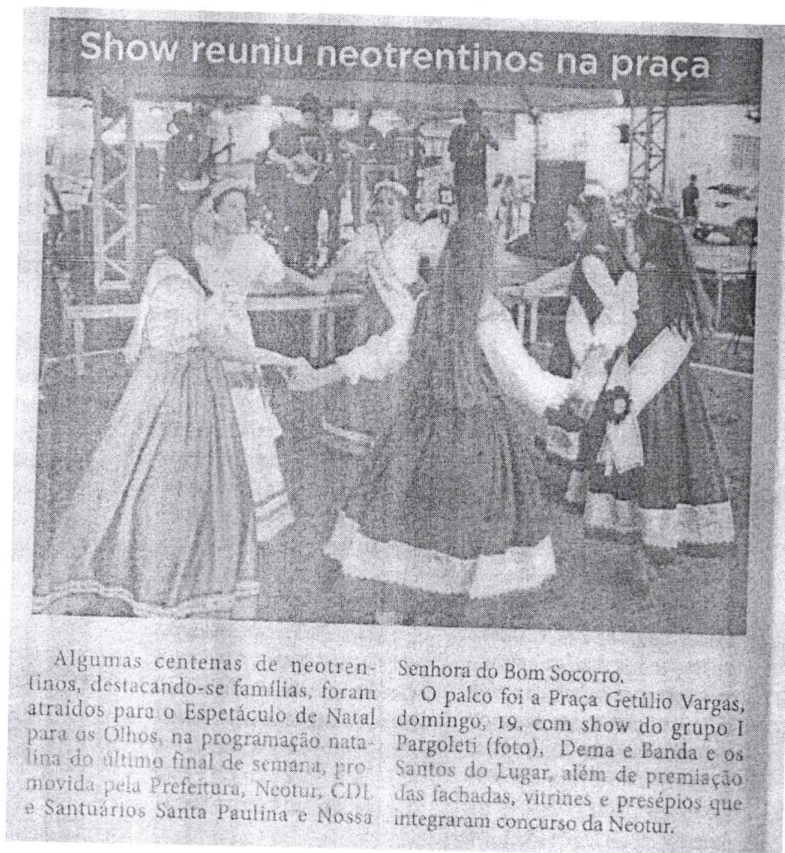 Show reuniu neotrentinos na praça
Algumas centenas de neotren-
tinos, destacando-se famílias, foram
atraídos para o Espetáculo de Natal
para os Olhos, na programação nata-
lina do último final de semana, pro-
movida pela Prefeitura, Neotur, CDL
e Santuários Santa Paulina e Nossa
Senhora do Bom Socorro.
O palco foi a Praça Getúlio Vargas,
domingo, 19, com show do grupo I
Pargoleti (foto), Dema e Banda e os
Santos do Lugar, além de premiação
das fachadas, vitrines e presépios que
integraram concurso da Neotur.